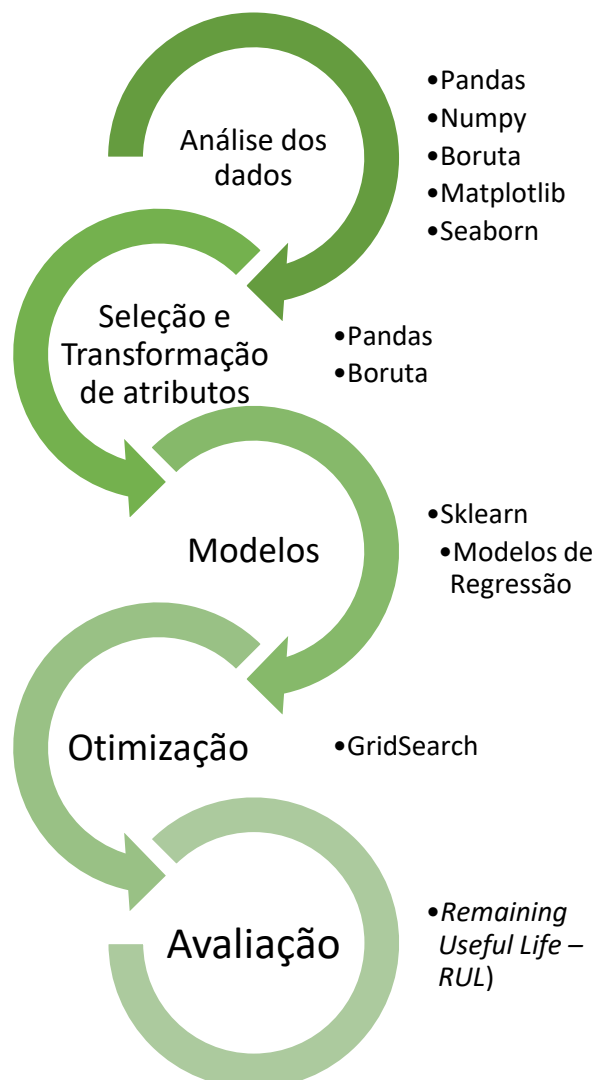 Análise dos
dados
•Pandas
•Numpy
•Boruta
•Matplotlib
•Seaborn
Seleção e
Transformação
de atributos
•Pandas
•Boruta
Modelos
•Sklearn
•Modelos de
Regressão
Otimização
•GridSearch
Avaliação
•Remaining
Useful Life –
RUL)